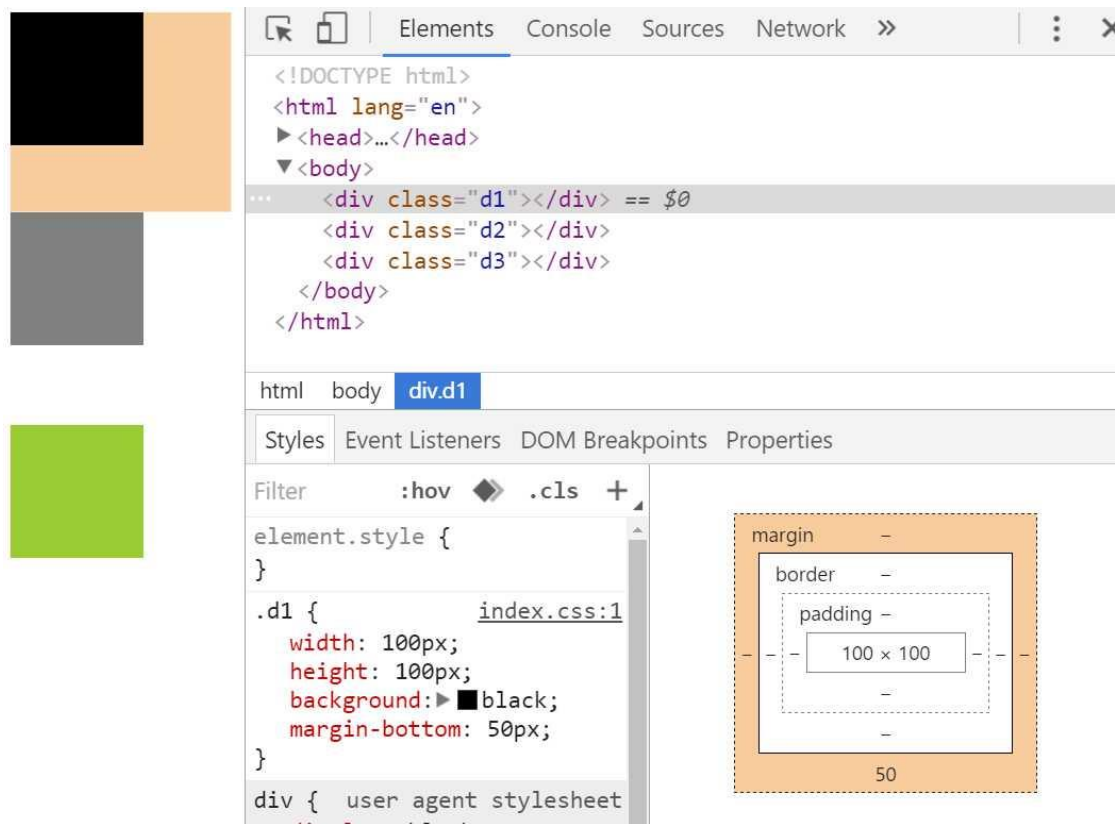 Elements Console Sources Network »
<!DOCTYPE html>
<html lang="en">
▶<head>…</head>
▼<body>
... <div class="d1"></div> == $0
<div class="d2"></div>
<div class="d3"></div>
</body>
</html>
html body div.d1
Styles Event Listeners DOM Breakpoints Properties
Filter :hov .cls +
element.style {
}
.d1 { index.css:1
width: 100px;
height: 100px;
background:▶ black;
margin-bottom: 50px;
}
div { user agent stylesheet
margin –
border –
padding –
– – – 100 × 100 – – –
–
–
50